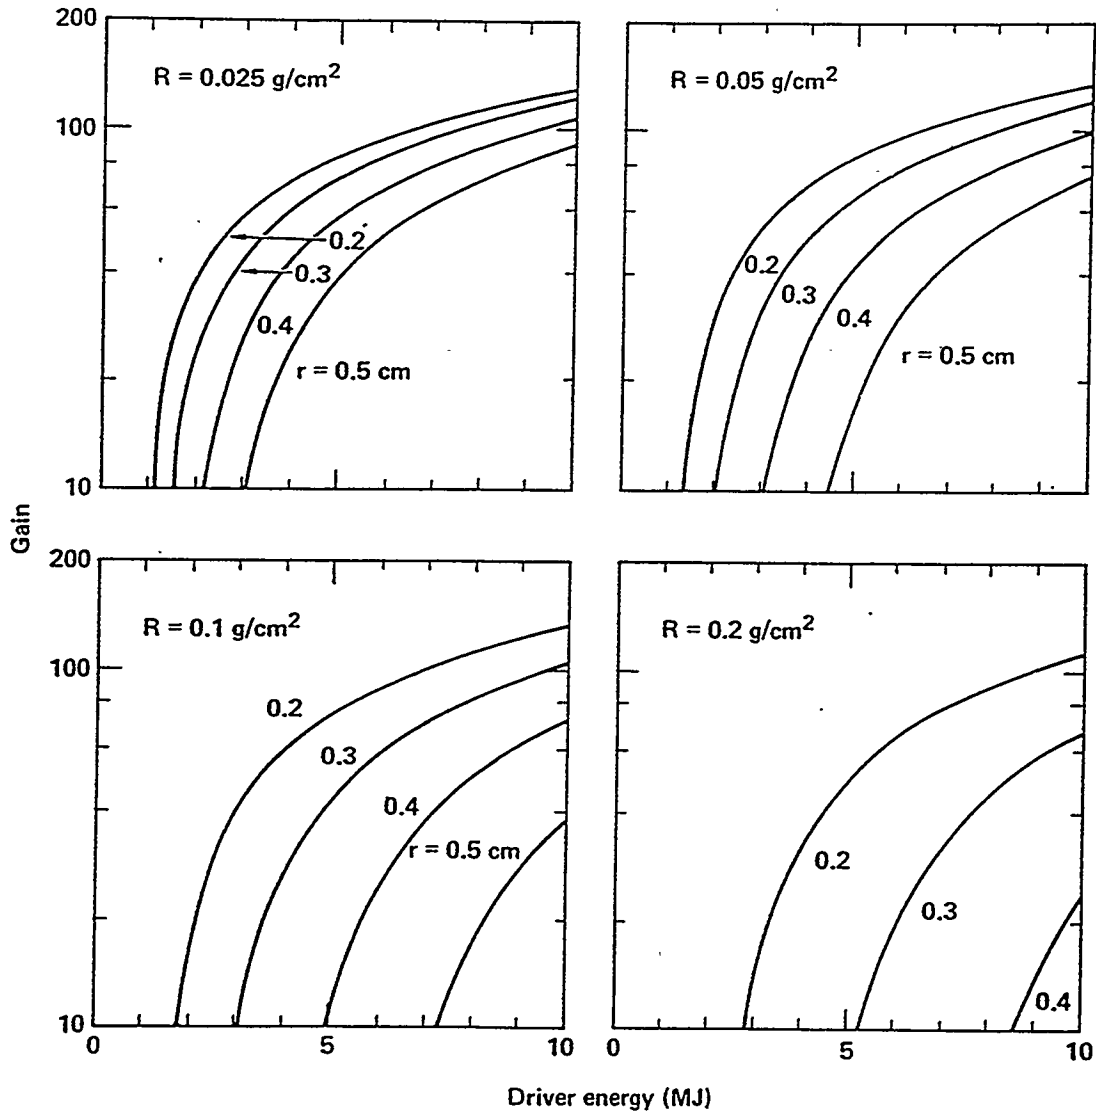 200
R = 0.025 g/cm²
R = 0.05 g/cm²
100
0.2
0.3
0.4
r = 0.5 cm
0.2
0.3
0.4
r = 0.5 cm
10
Gain
200
R = 0.1 g/cm²
R = 0.2 g/cm²
100
0.2
0.3
0.4
r = 0.5 cm
0.2
0.3
0.4
10
0 5 10
0 5 10
Driver energy (MJ)